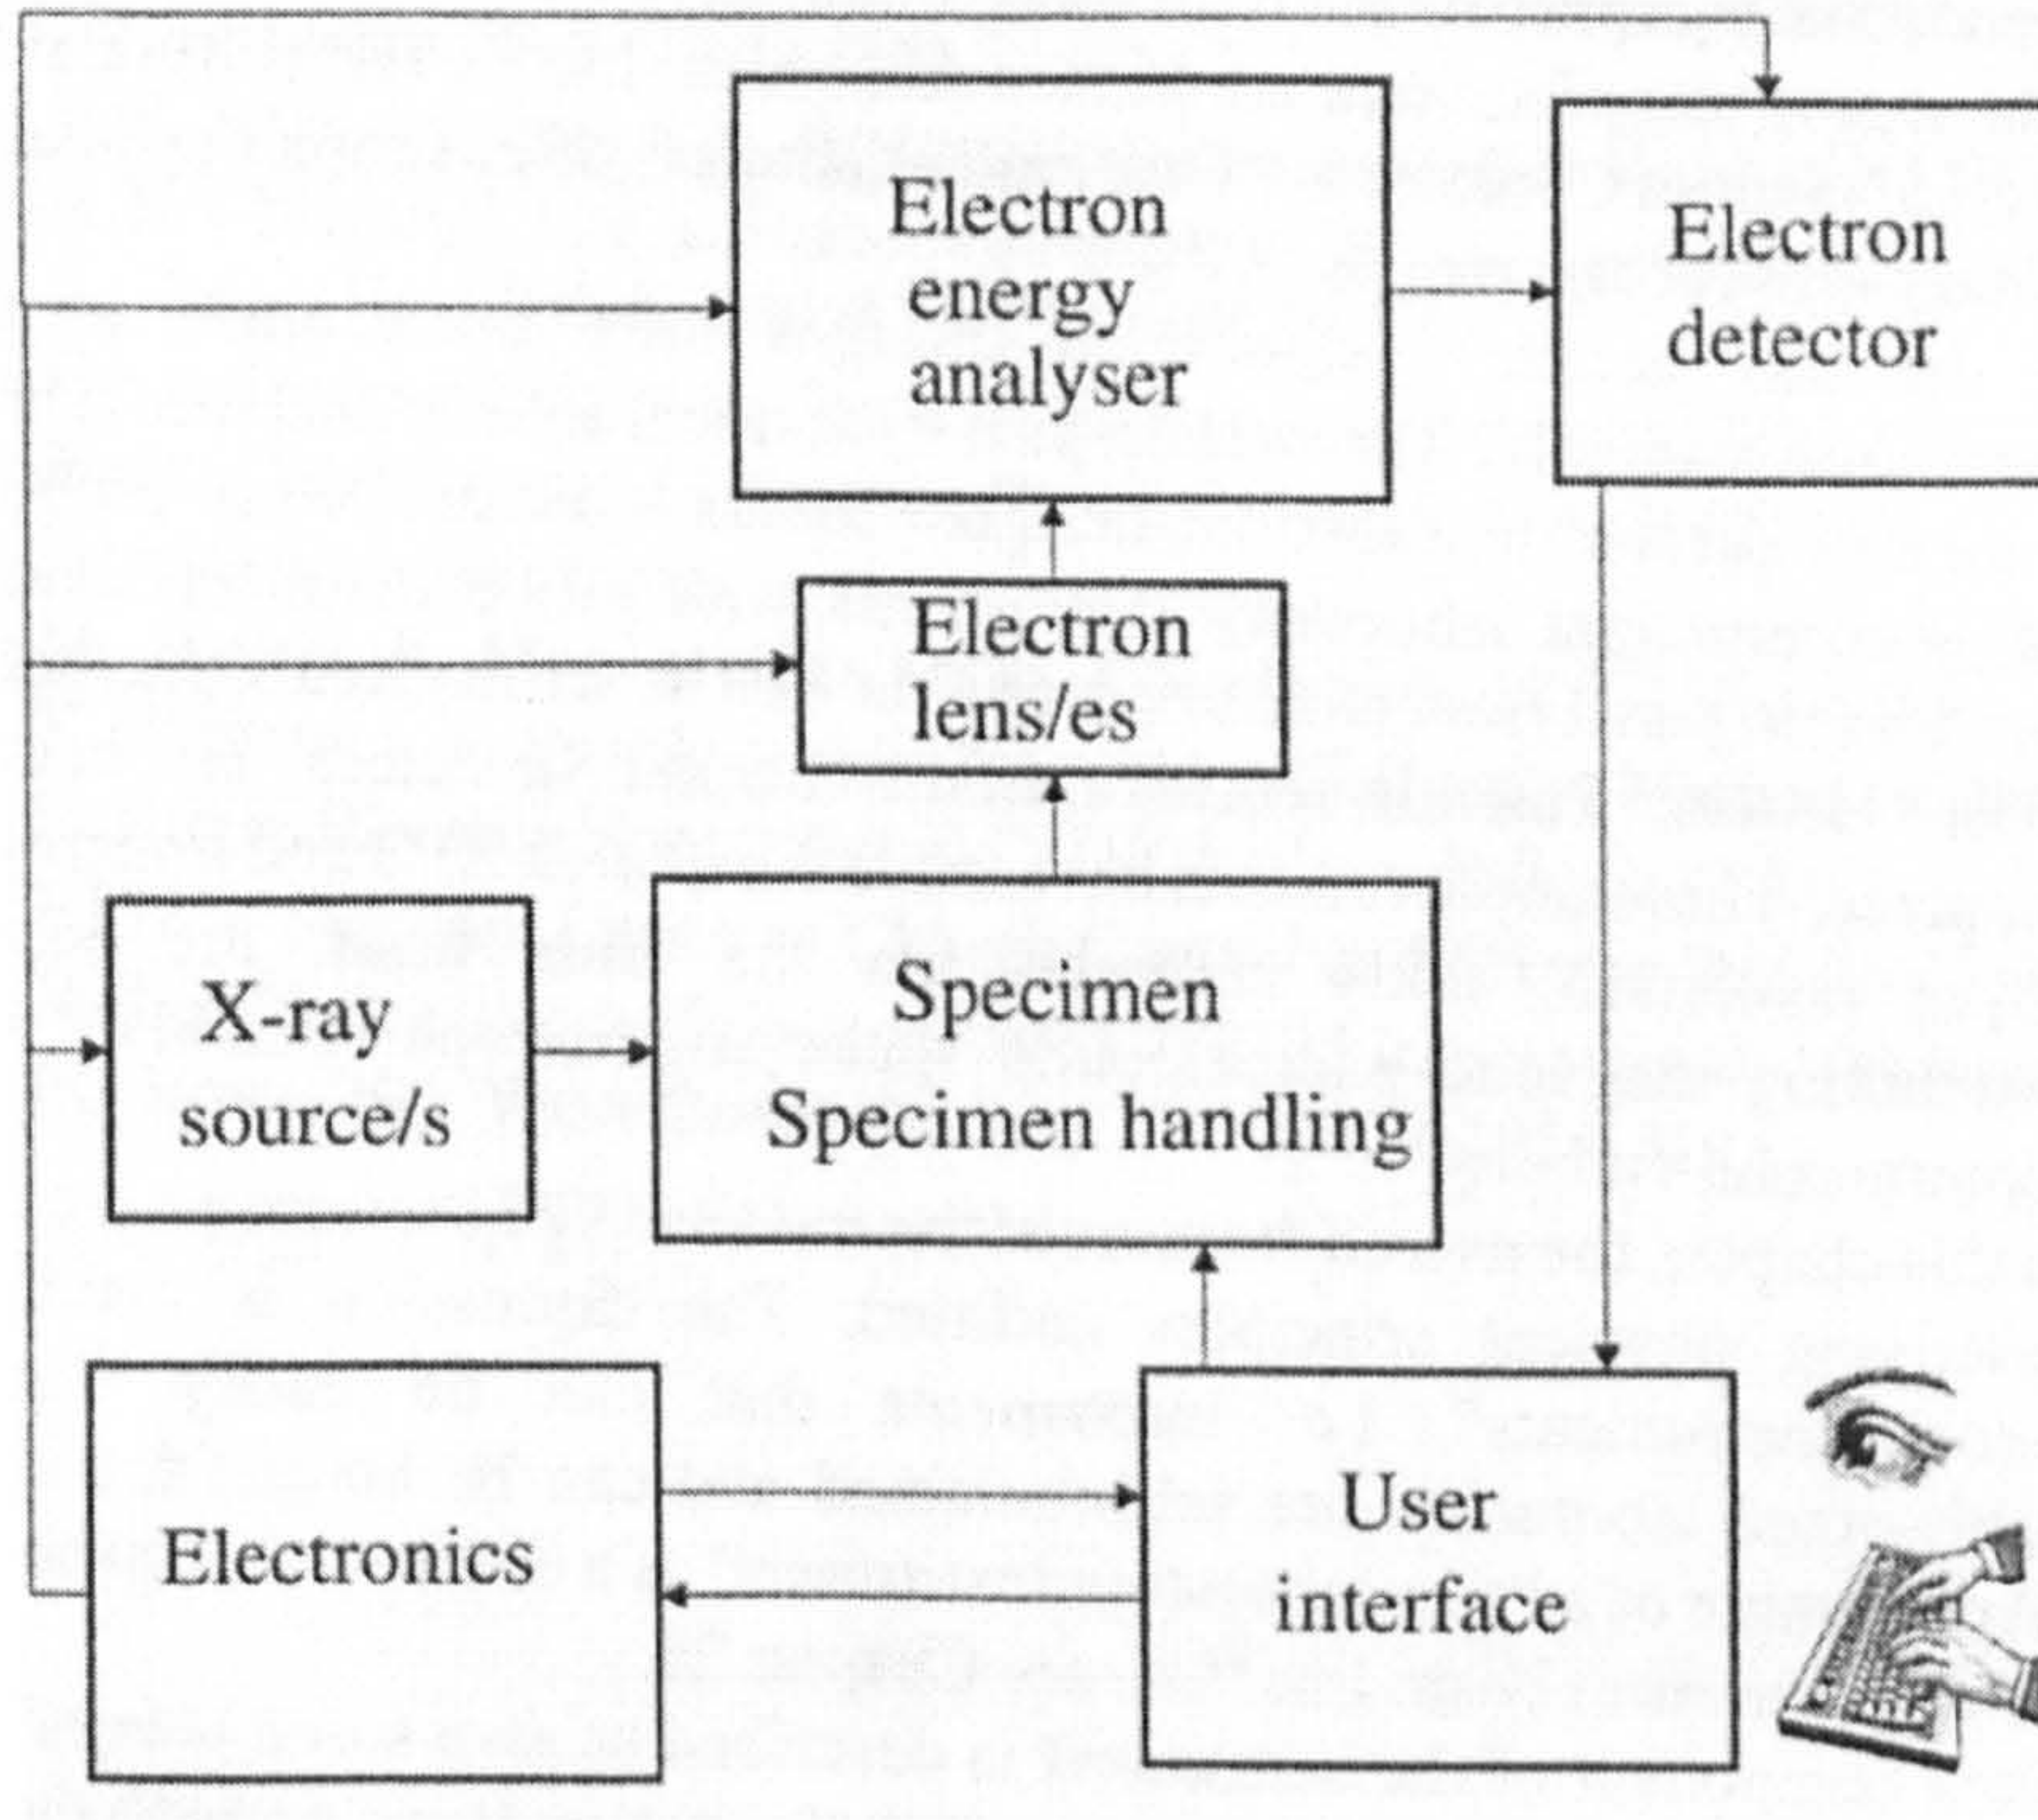 Electron
energy
analyser
Electron
detector
Electron
lens/es
X-ray
source/s
Specimen
Specimen handling
Electronics
User
interface